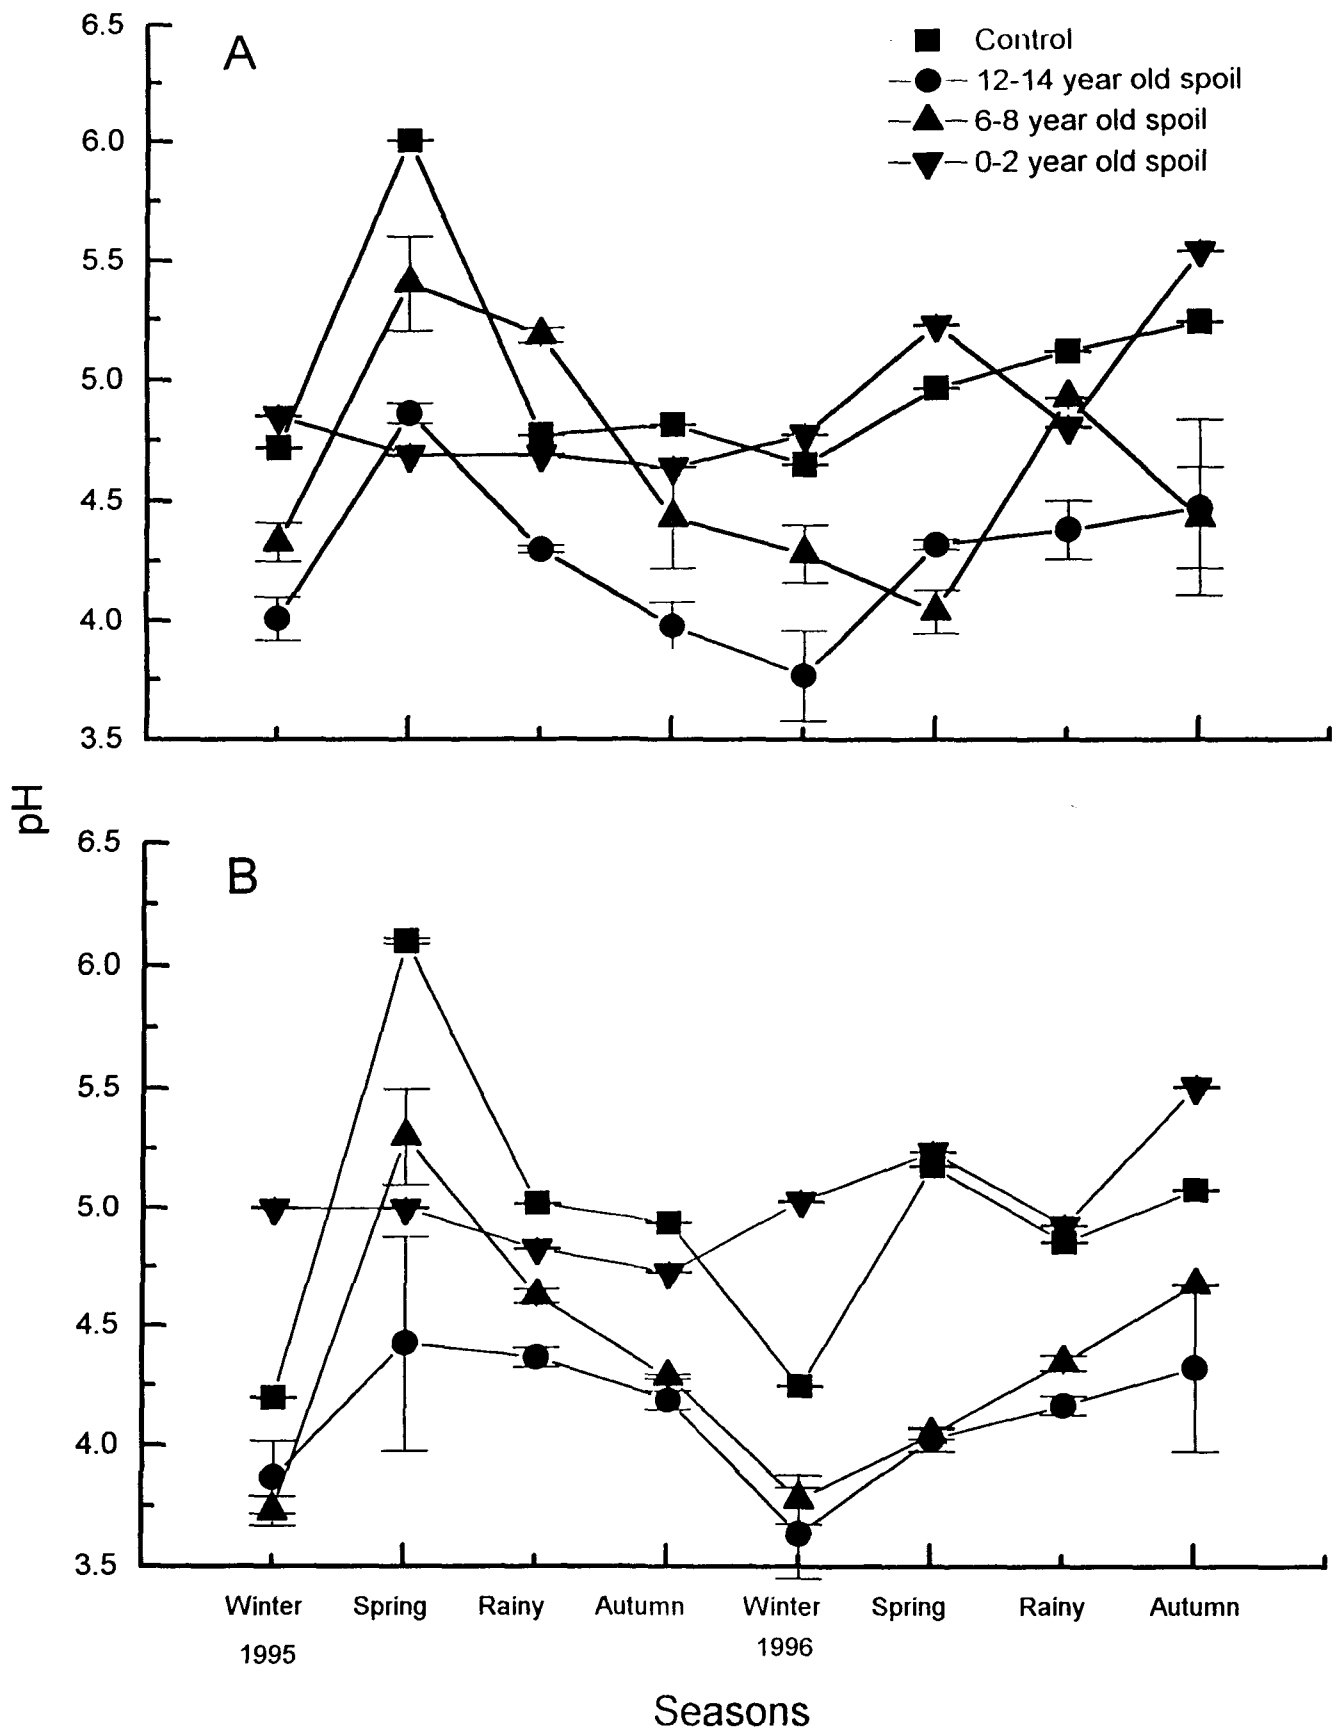 A
Control
12-14 year old spoil
6-8 year old spoil
0-2 year old spoil
6.5
6.0
5.5
5.0
4.5
4.0
3.5
pH
B
6.5
6.0
5.5
5.0
4.5
4.0
3.5
Winter Spring Rainy Autumn Winter Spring Rainy Autumn
1995 1996
Seasons